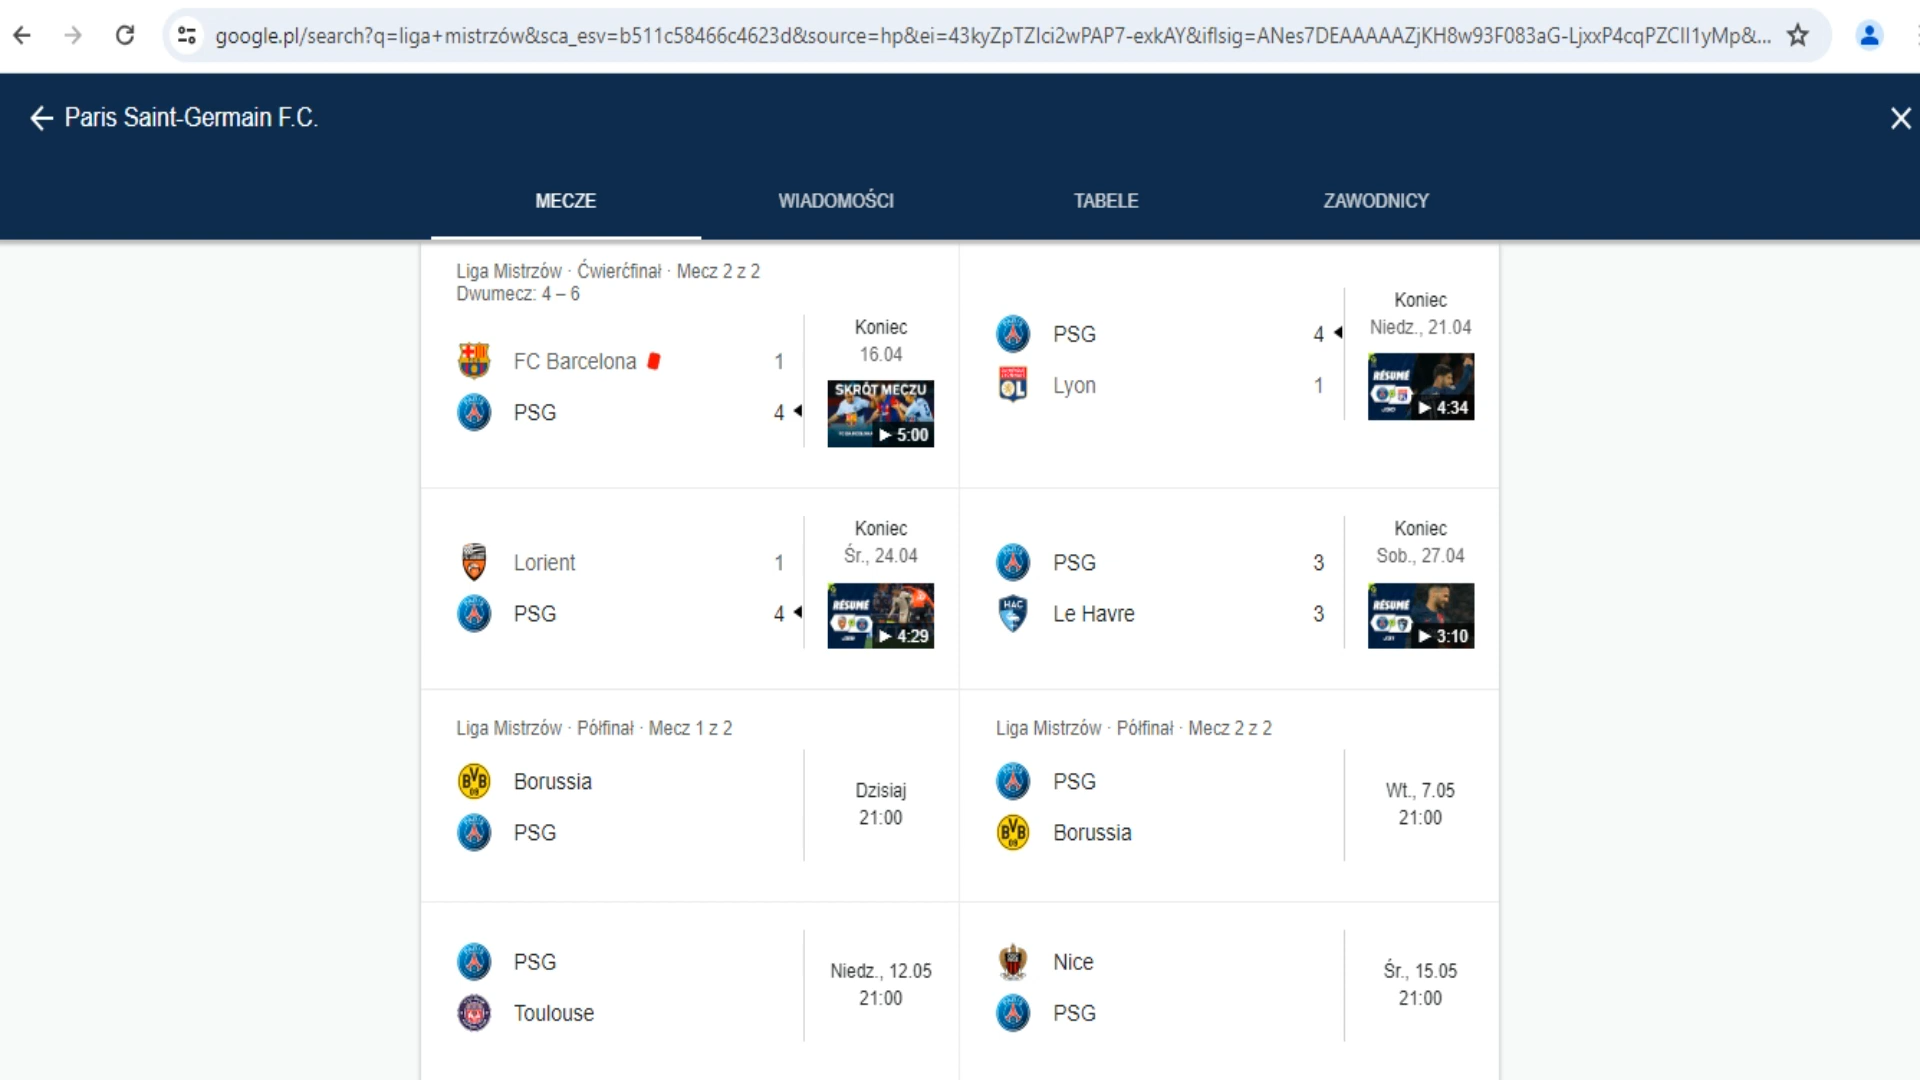 google.pl/search?q=liga+mistrzów&sca_esv=b511c58466c4623d&source=hp&ei=43kyZpTZIci2wPAP7-exkAY&iflsig=ANes7DEAAAAAZjKH8w93F083aG-LjxxP4cqPZCII1yMp&...
Paris Saint-Germain F.C.
MECZE
WIADOMOŚCI
TABELE
ZAWODNICY
Liga Mistrzów · Ćwierćfinał · Mecz 2 z 2
Dwumecz: 4 – 6
FC Barcelona 1
PSG 4
Koniec
16.04
SKRÓT MECZU
5:00
PSG 4
Lyon 1
Koniec
Niedz., 21.04
RÉSUMÉ
4:34
Lorient 1
PSG 4
Koniec
Śr., 24.04
RÉSUMÉ
4:29
PSG 3
Le Havre 3
Koniec
Sob., 27.04
RÉSUMÉ
3:10
Liga Mistrzów · Półfinał · Mecz 1 z 2
Borussia
PSG
Dzisiaj
21:00
Liga Mistrzów · Półfinał · Mecz 2 z 2
PSG
Borussia
Wt., 7.05
21:00
PSG
Toulouse
Niedz., 12.05
21:00
Nice
PSG
Śr., 15.05
21:00